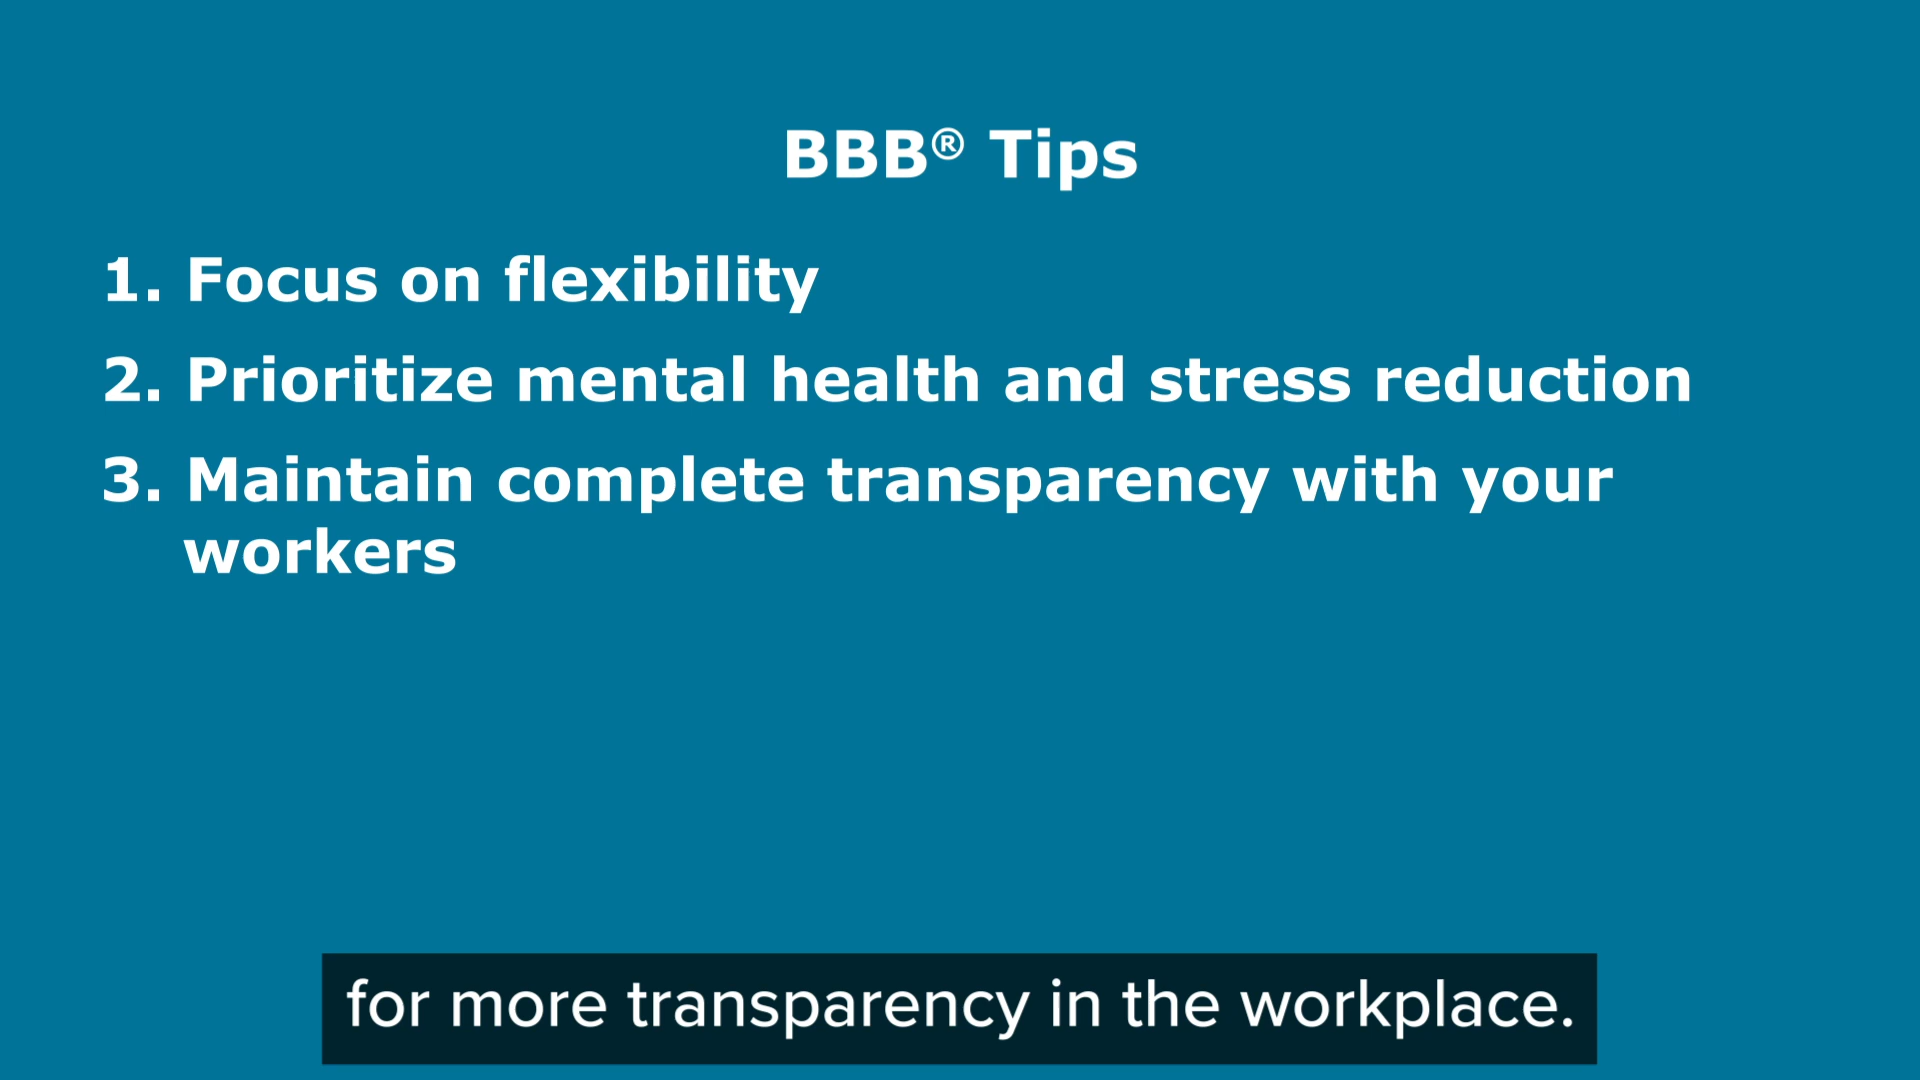 BBB® Tips
1. Focus on flexibility
2. Prioritize mental health and stress reduction
3. Maintain complete transparency with your
workers
for more transparency in the workplace.